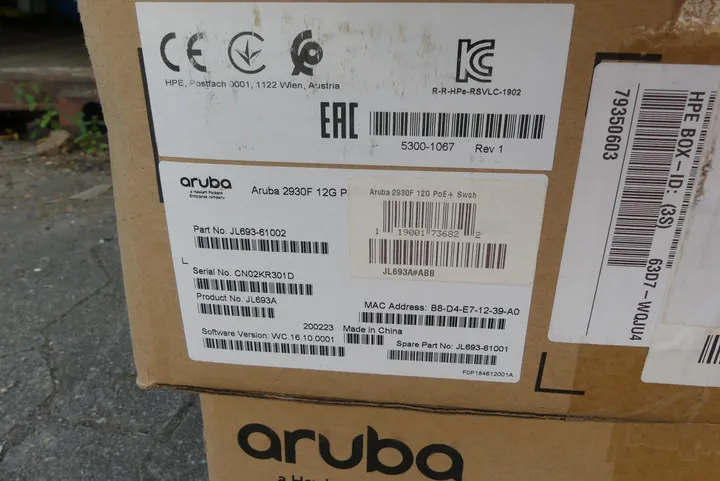 CE
HPE, Postfach 0001, 1122 Wien, Austria
R-R-HPe-RSVLC-1902
EAC
5300-1067 Rev 1
aruba
a Hewlett Packard
Enterprise company
Aruba 2930F 12G P
Aruba 2930F 12G PoE+ Swch
1 19001 73682 2
JL693A#ABB
Part No. JL693-61002
Serial No. CN02KR301D
Product No. JL693A
MAC Address: B8-D4-E7-12-39-A0
200223
Made in China
Software Version: WC.16.10.0001
Spare Part No: JL693-61001
F0P184612001A
HPE BOX-ID: (3S) 63D7-WQJU4
79350603
aruba